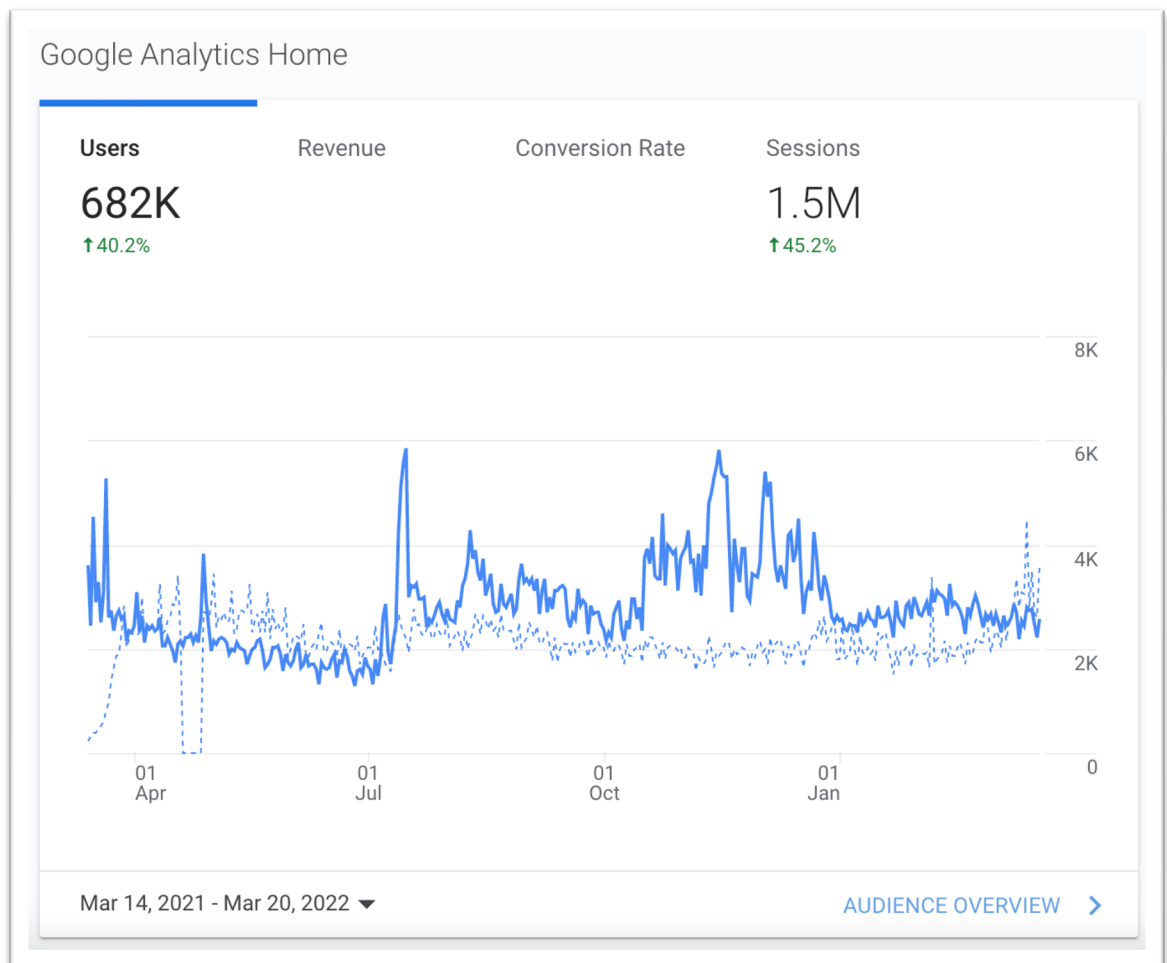 Google Analytics Home
Users Revenue Conversion Rate Sessions
682K 1.5M
↑40.2% ↑45.2%
8K
6K
4K
2K
0
01 01 01 01
Apr Jul Oct Jan
Mar 14, 2021 - Mar 20, 2022
AUDIENCE OVERVIEW